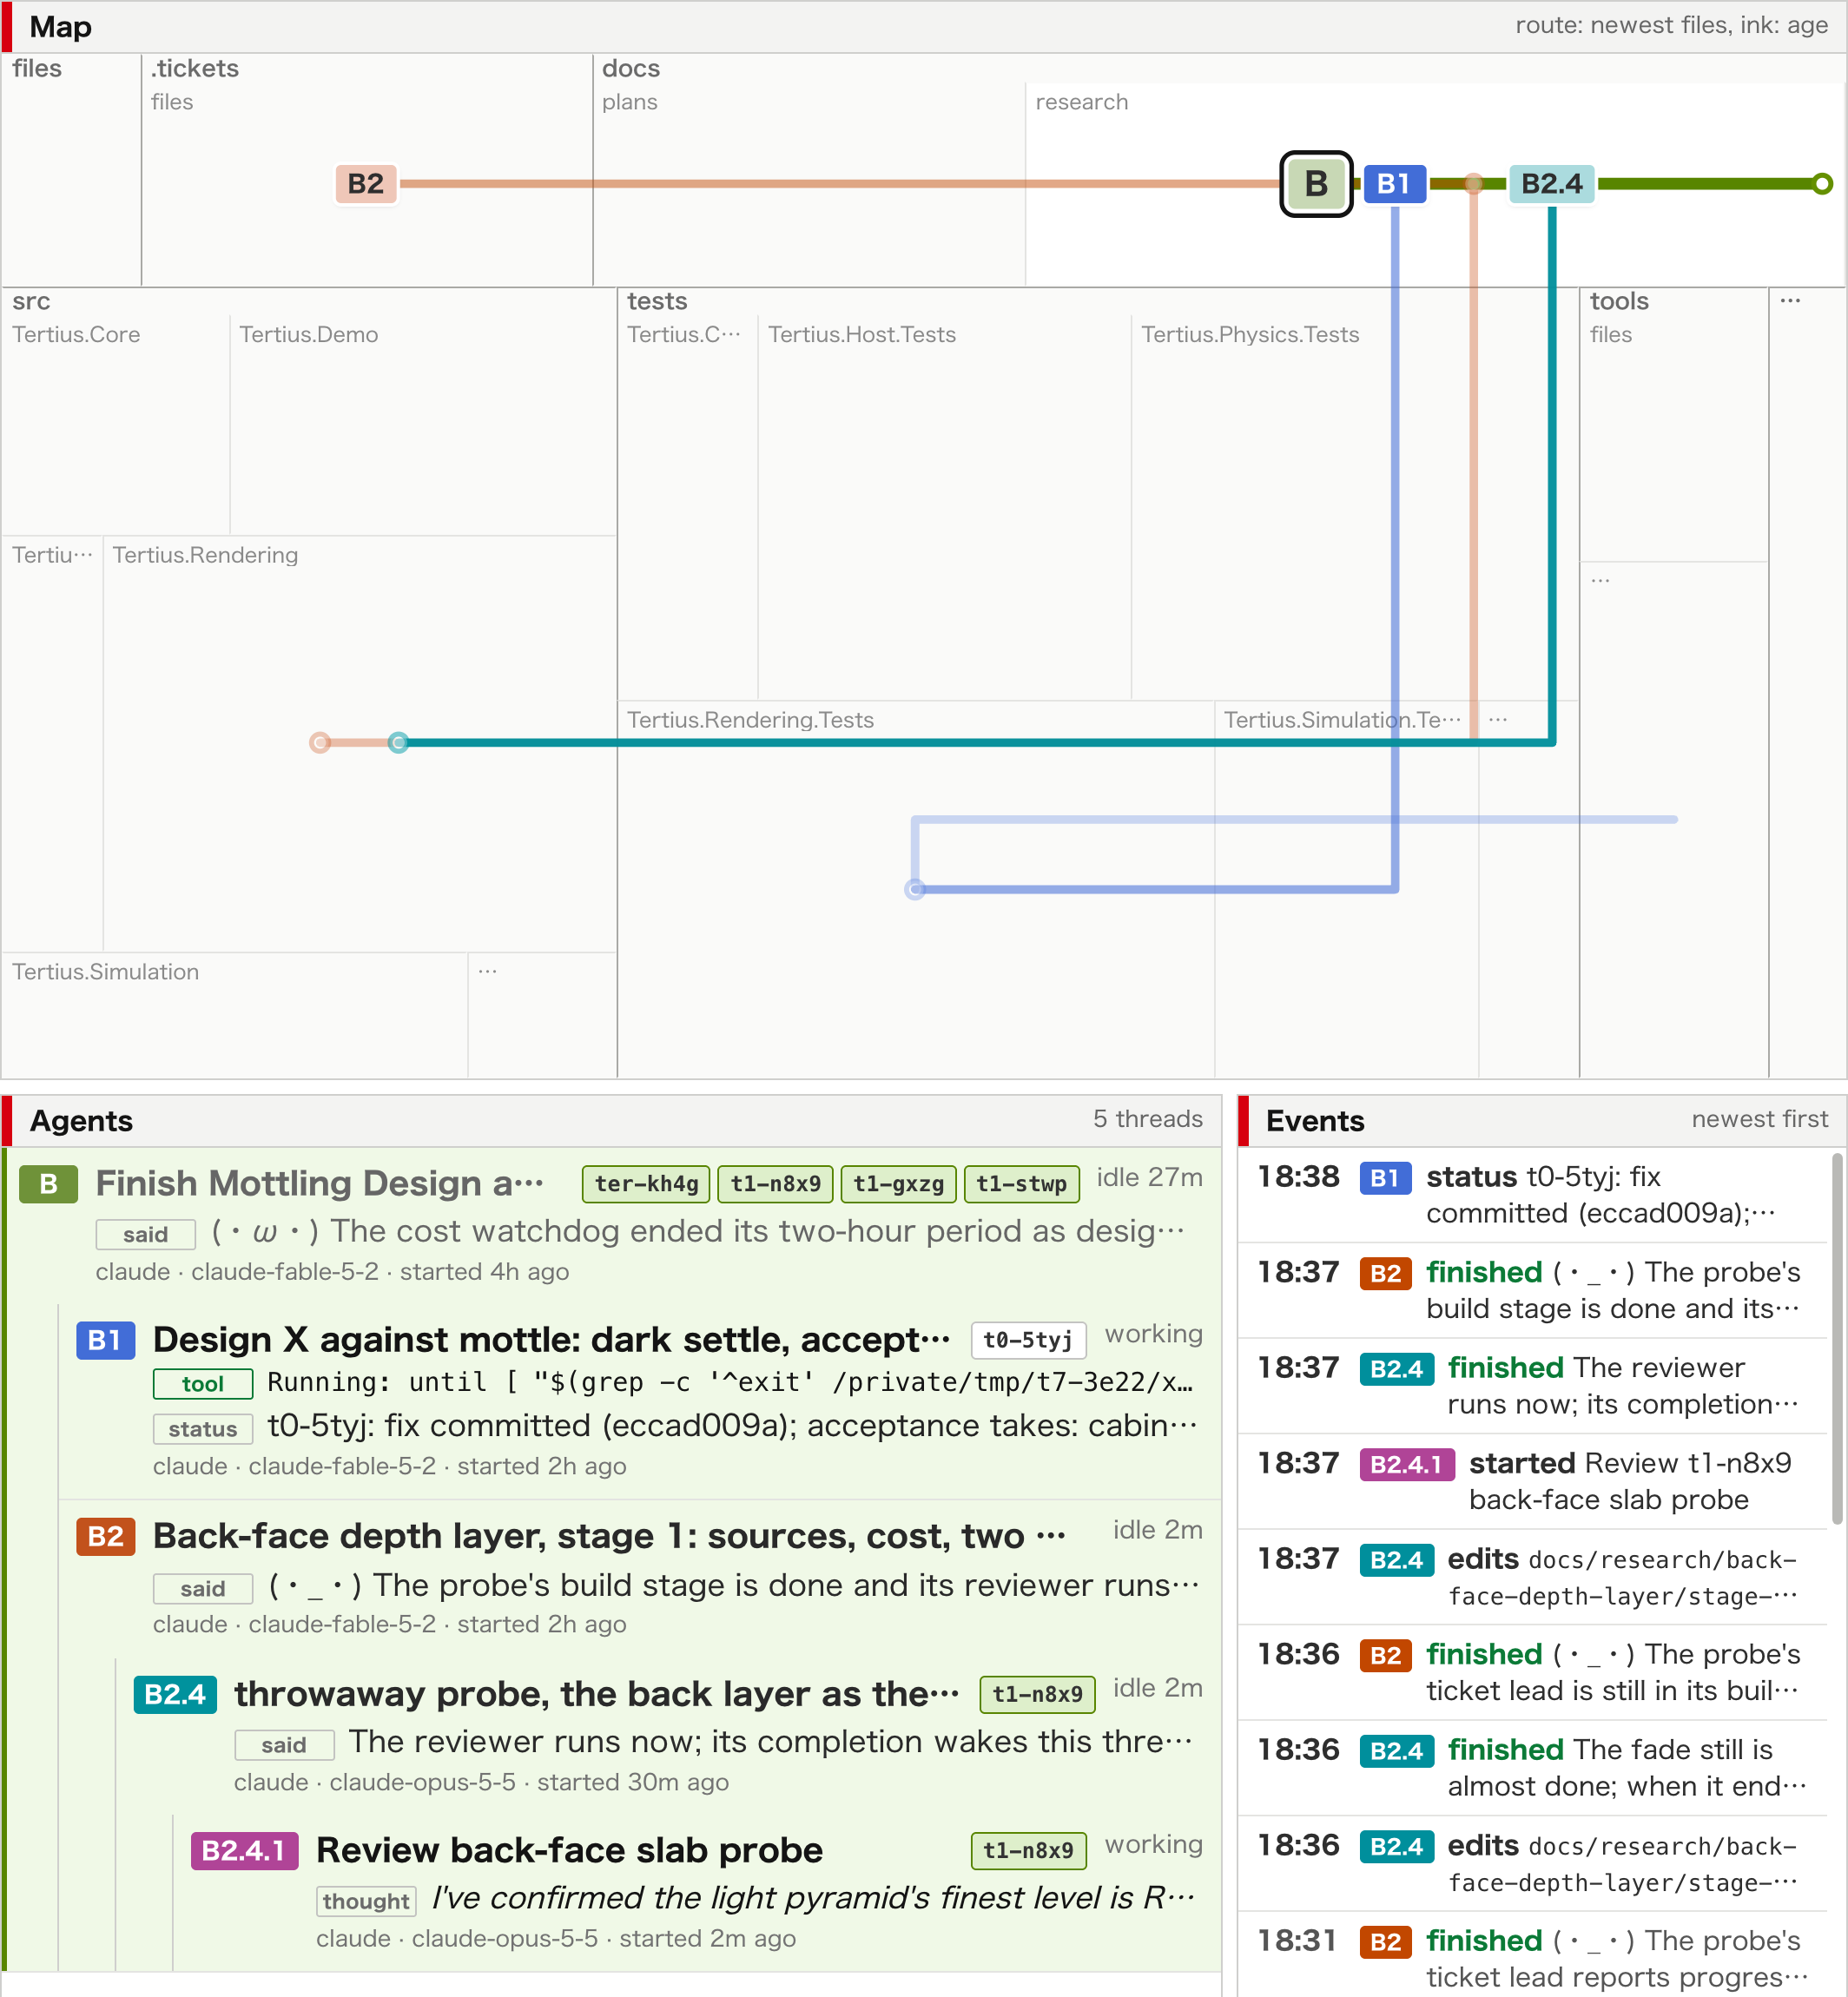 Map
route: newest files, ink: age
files
.tickets
docs
files
plans
research
B2
B
B1
B2.4
src
tests
tools
⋯
Tertius.Core
Tertius.Demo
Tertius.C⋯
Tertius.Host.Tests
Tertius.Physics.Tests
files
Tertiu⋯
Tertius.Rendering
⋯
Tertius.Rendering.Tests
Tertius.Simulation.Te⋯
⋯
Tertius.Simulation
⋯
Agents
5 threads
B Finish Mottling Design a⋯ ter-kh4g t1-n8x9 t1-gxzg t1-stwp idle 27m
said (・ω・) The cost watchdog ended its two-hour period as desig⋯
claude · claude-fable-5-2 · started 4h ago
B1 Design X against mottle: dark settle, accept⋯ t0-5tyj working
tool Running: until [ "$(grep -c '^exit' /private/tmp/t7-3e22/x…
status t0-5tyj: fix committed (eccad009a); acceptance takes: cabin⋯
claude · claude-fable-5-2 · started 2h ago
B2 Back-face depth layer, stage 1: sources, cost, two ⋯ idle 2m
said (・_・) The probe's build stage is done and its reviewer runs⋯
claude · claude-fable-5-2 · started 2h ago
B2.4 throwaway probe, the back layer as the⋯ t1-n8x9 idle 2m
said The reviewer runs now; its completion wakes this thre⋯
claude · claude-opus-5-5 · started 30m ago
B2.4.1 Review back-face slab probe t1-n8x9 working
thought I've confirmed the light pyramid's finest level is R⋯
claude · claude-opus-5-5 · started 2m ago
Events
newest first
18:38 B1 status t0-5tyj: fix
committed (eccad009a);⋯
18:37 B2 finished (・_・) The probe's
build stage is done and its⋯
18:37 B2.4 finished The reviewer
runs now; its completion⋯
18:37 B2.4.1 started Review t1-n8x9
back-face slab probe
18:37 B2.4 edits docs/research/back-
face-depth-layer/stage-⋯
18:36 B2 finished (・_・) The probe's
ticket lead is still in its buil⋯
18:36 B2.4 finished The fade still is
almost done; when it end⋯
18:36 B2.4 edits docs/research/back-
face-depth-layer/stage-⋯
18:31 B2 finished (・_・) The probe's
ticket lead reports progres⋯